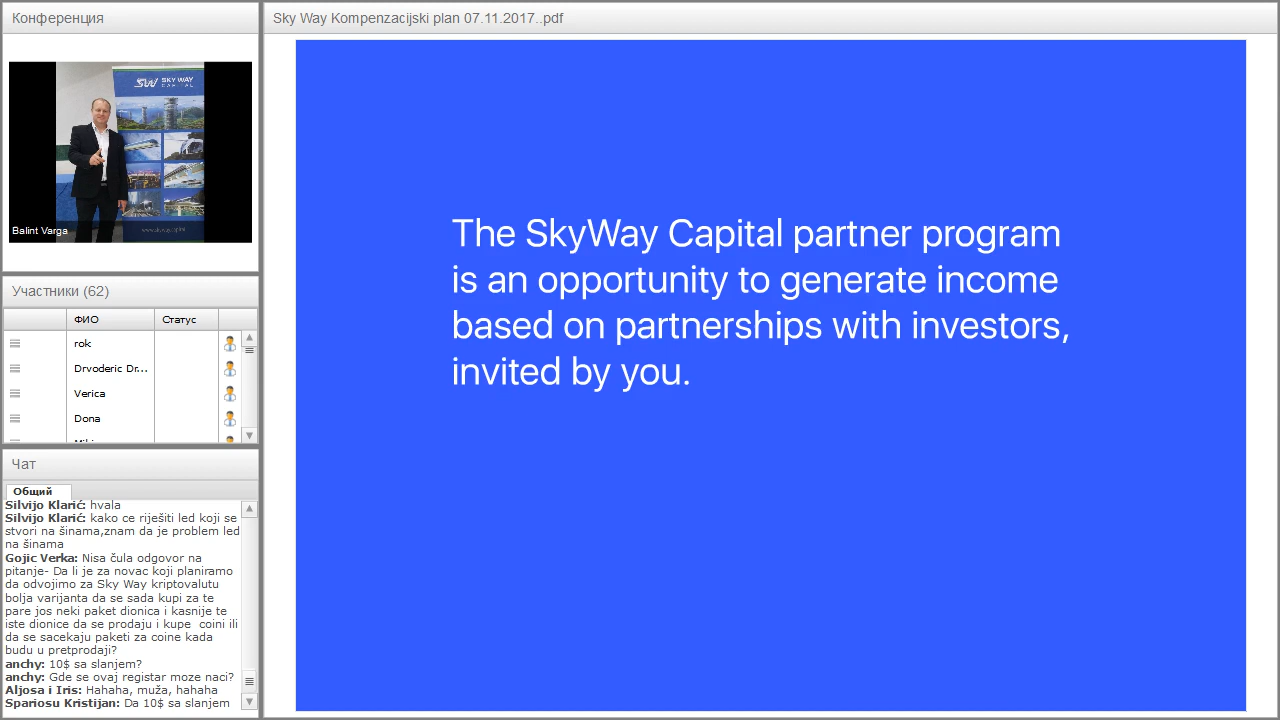 Конференция
SKY WAY
CAPITAL
Balint Varga
Участники (62)
ФИО
Статус
rok
Drvoderic Dr...
Verica
Dona
Чат
Общий
Silvijo Klarić: hvala
Silvijo Klarić: kako ce riješiti led koji se
stvori na šinama,znam da je problem led
na šinama
Gojic Verka: Nisa čula odgovor na
pitanje- Da li je za novac koji planiramo
da odvojimo za Sky Way kriptovalutu
bolja varijanta da se sada kupi za te
pare jos neki paket dionica i kasnije te
iste dionice da se prodaju i kupe  coini ili
da se sacekaju paketi za coine kada
budu u pretprodaji?
anchy: 10$ sa slanjem?
anchy: Gde se ovaj registar moze naci?
Aljosa i Iris: Hahaha, muža, hahaha
Spariosu Kristijan: Da 10$ sa slanjem
Sky Way Kompenzacijski plan 07.11.2017..pdf
The SkyWay Capital partner program
is an opportunity to generate income
based on partnerships with investors,
invited by you.